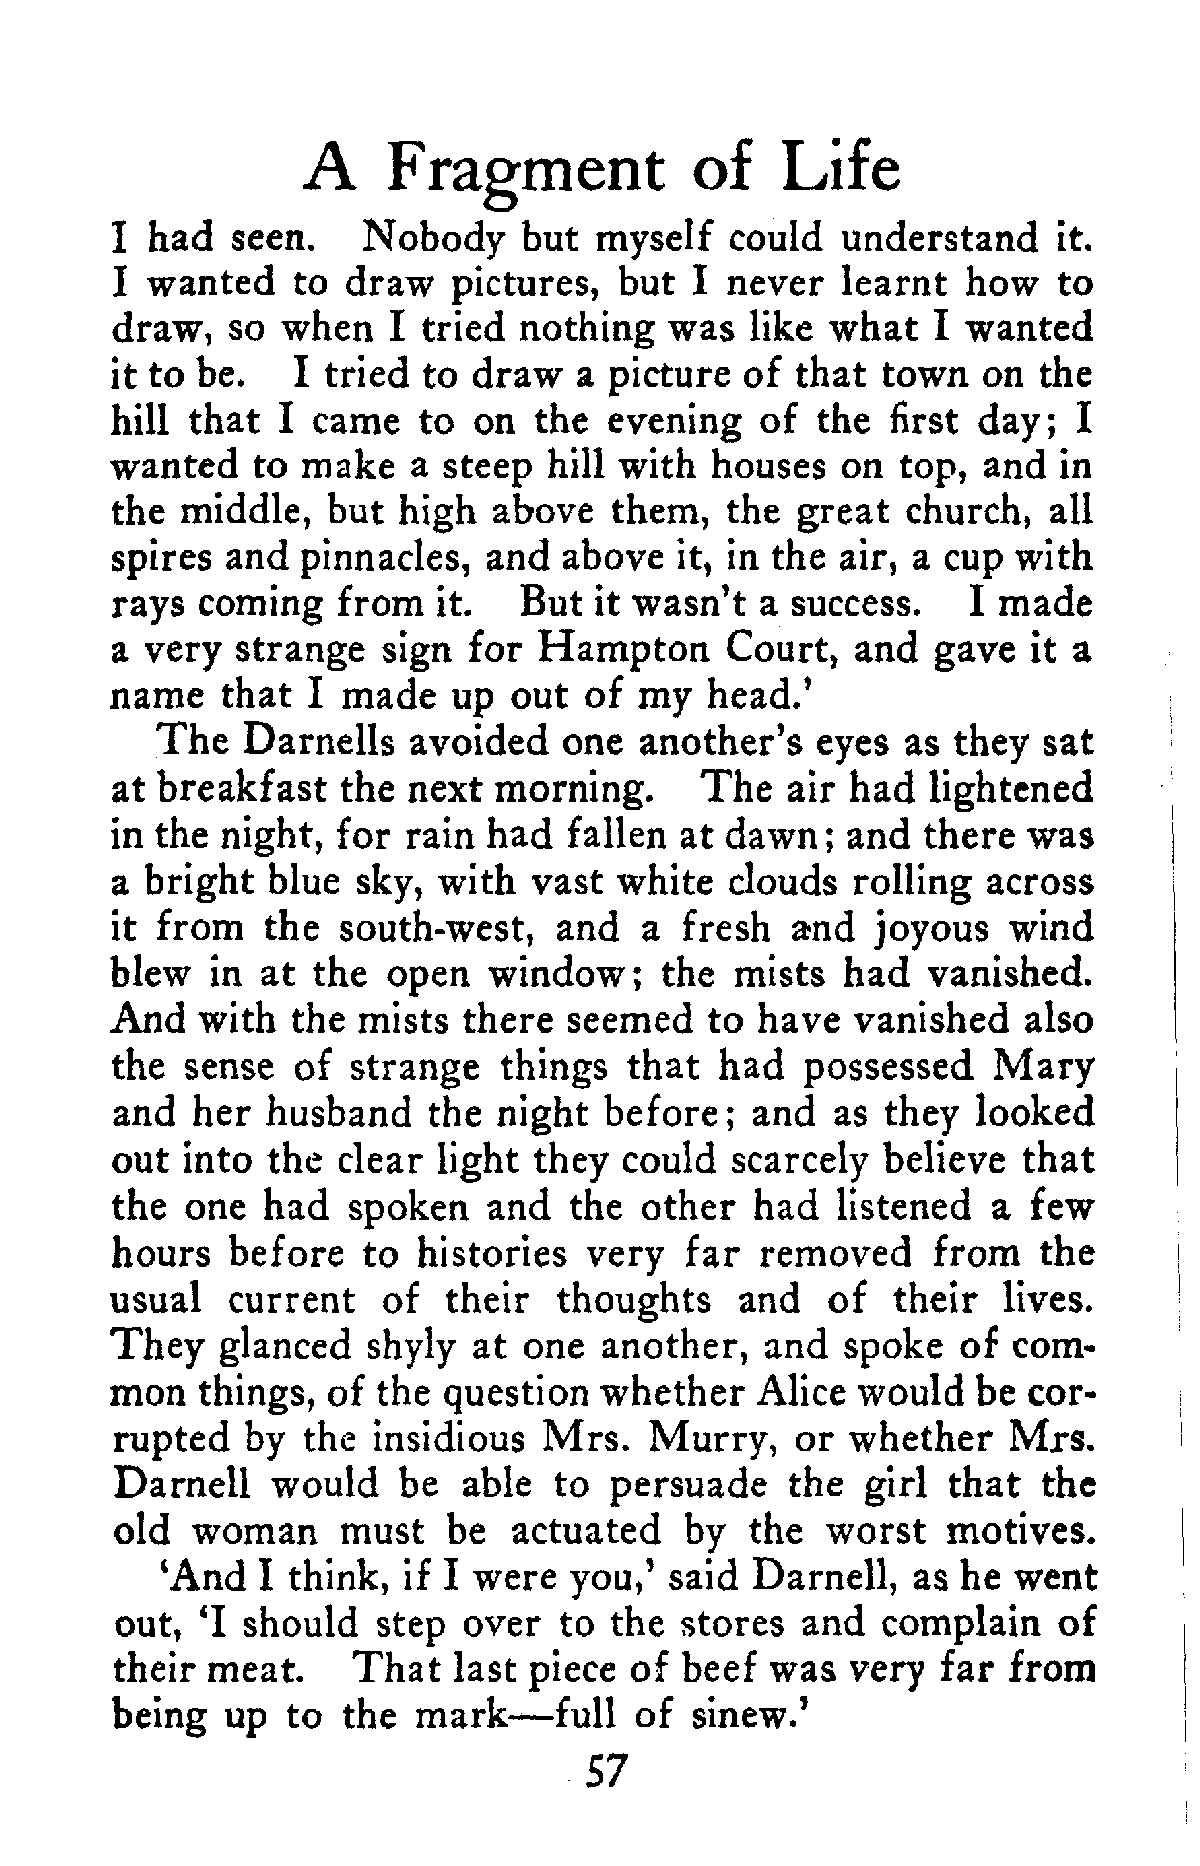 A Fragment of Life
I had seen. Nobody but myself could understand it.
I wanted to draw pictures, but I never learnt how to
draw, so when I tried nothing was like what I wanted
it to be. I tried to draw a picture of that town on the
hill that I came to on the evening of the first day; I
wanted to make a steep hill with houses on top, and in
the middle, but high above them, the great church, all
spires and pinnacles, and above it, in the air, a cup with
rays coming from it. But it wasn't a success. I made
a very strange sign for Hampton Court, and gave it a
name that I made up out of my head.'
The Darnells avoided one another's eyes as they sat
at breakfast the next morning. The air had lightened
in the night, for rain had fallen at dawn; and there was
a bright blue sky, with vast white clouds rolling across
it from the south-west, and a fresh and joyous wind
blew in at the open window; the mists had vanished.
And with the mists there seemed to have vanished also
the sense of strange things that had possessed Mary
and her husband the night before; and as they looked
out into the clear light they could scarcely believe that
the one had spoken and the other had listened a few
hours before to histories very far removed from the
usual current of their thoughts and of their lives.
They glanced shyly at one another, and spoke of com-
mon things, of the question whether Alice would be cor-
rupted by the insidious Mrs. Murry, or whether Mrs.
Darnell would be able to persuade the girl that the
old woman must be actuated by the worst motives.
'And I think, if I were you,' said Darnell, as he went
out, 'I should step over to the stores and complain of
their meat. That last piece of beef was very far from
being up to the mark—full of sinew.'
57